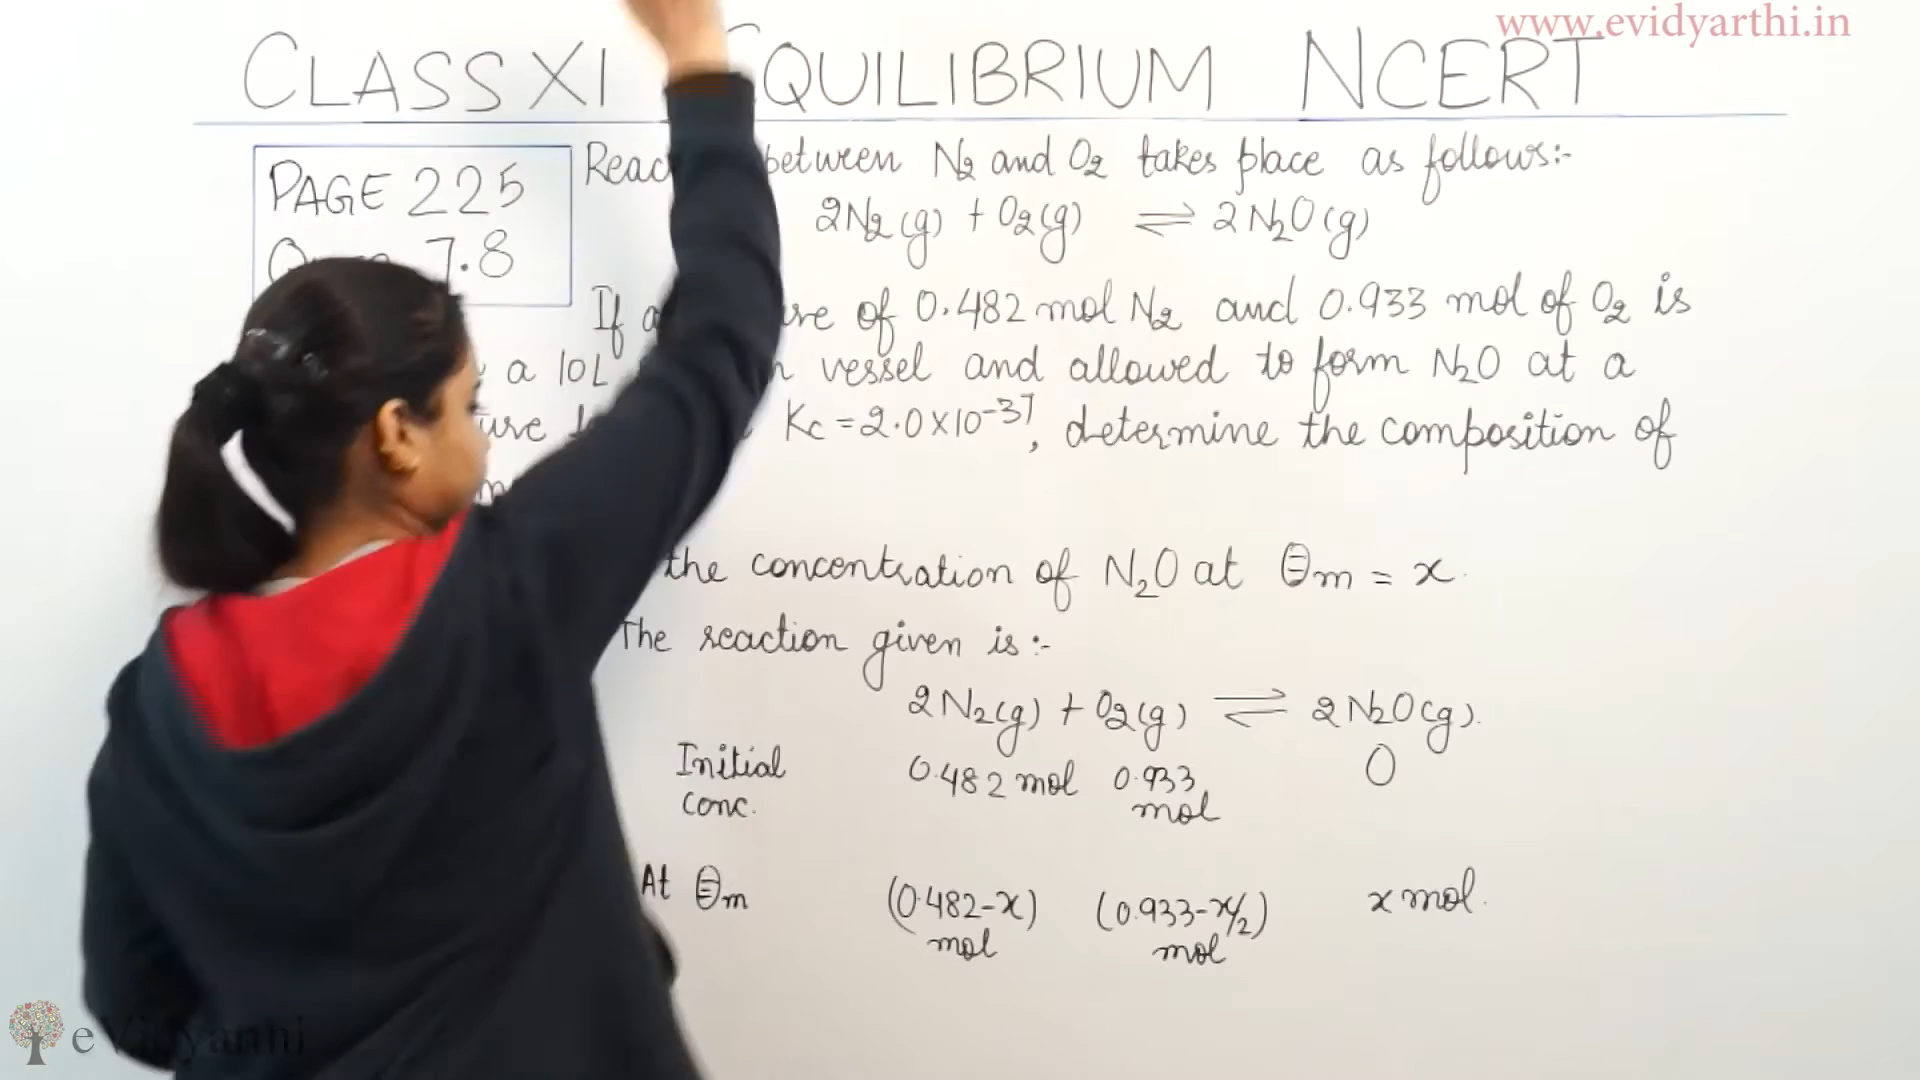 www.evidyarthi.in
CLASS XI EQUILIBRIUM NCERT
PAGE 225
7.8
between N2 and O2 takes place as follows:-
2N2(g) + O2(g) ⇌ 2N2O(g)
If of 0.482 mol N2 and 0.933 mol of O2 is
a 10L vessel and allowed to form N2O at a
Kc = 2.0×10-37, determine the composition of
the concentration of N2O at = x.
The reaction given is:-
2N2(g) + O2(g) ⇌ 2N2O(g).
Initial conc. 0.482 mol 0.933 mol 0
At (0.482-x) mol (0.933-x/2) mol x mol.
eVidyarthi